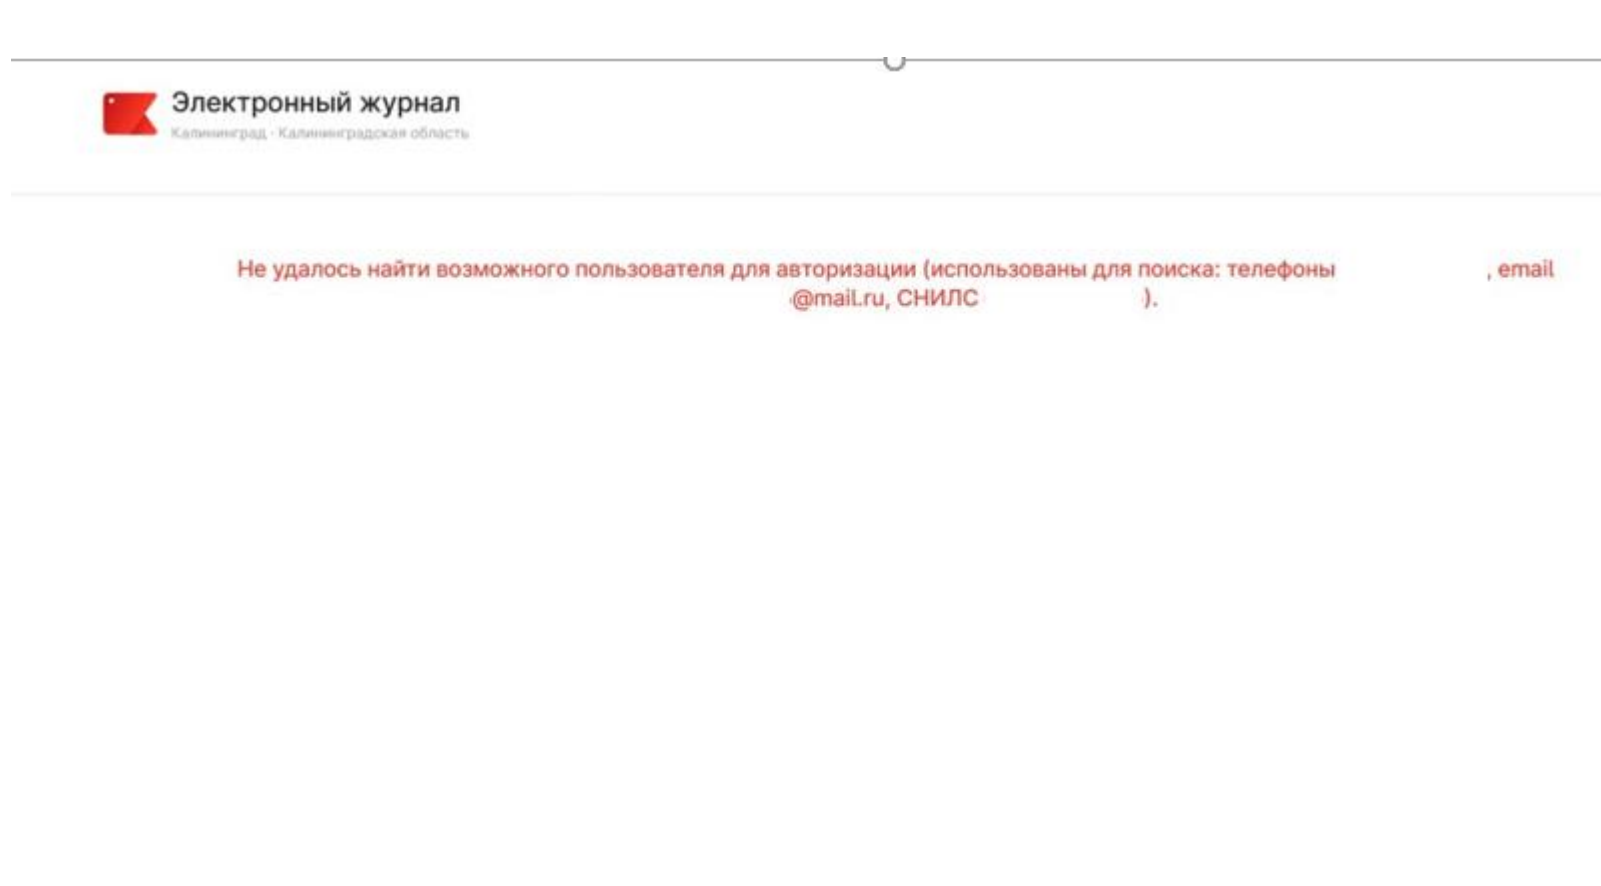 Электронный журнал
Калининград · Калининградская область
Не удалось найти возможного пользователя для авторизации (использованы для поиска: телефоны , email
@mail.ru, СНИЛС ).